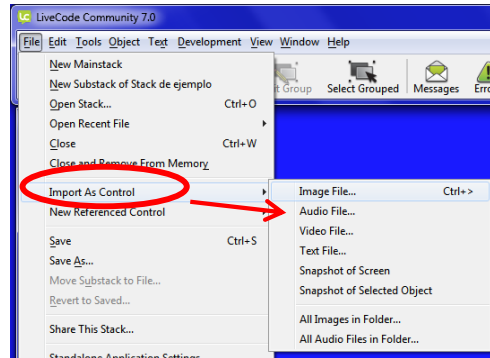 LiveCode Community 7.0
File Edit Tools Object Text Development View Window Help
New Mainstack
New Substack of Stack de ejemplo
Open Stack... Ctrl+O
Open Recent File
Close Ctrl+W
Close and Remove From Memory
Import As Control
New Referenced Control
Save Ctrl+S
Save As...
Move Substack to File...
Revert to Saved...
Share This Stack...
Standalone Application Settings
Group Select Grouped Messages
Image File... Ctrl+>
Audio File...
Video File...
Text File...
Snapshot of Screen
Snapshot of Selected Object
All Images in Folder...
All Audio Files in Folder...